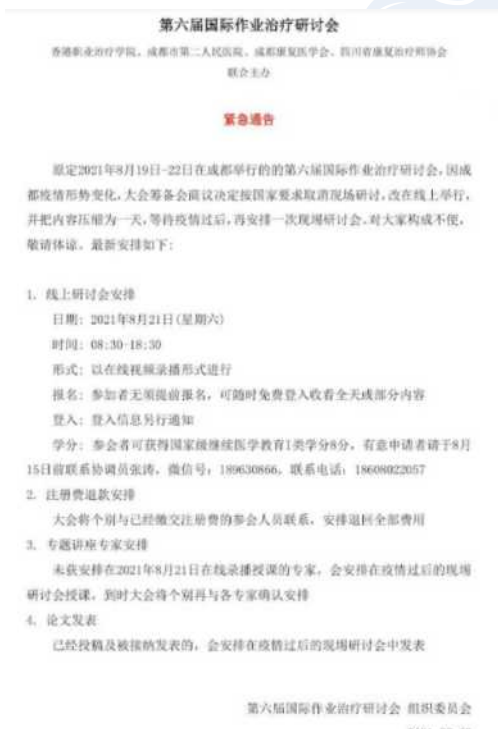 第六届国际作业治疗研讨会
香港职业治疗学院、成都市第二人民医院、成都康复医学会、四川省康复治疗师协会
联合主办
紧急通告
原定2021年8月19日-22日在成都举行的的第六届国际作业治疗研讨会,因成
都疫情形势变化,大会筹备会商议决定按国家要求取消现场研讨,改在线上举行,
并把内容压缩为一天,等待疫情过后,再安排一次现场研讨会,对大家构成不便,
敬请体谅。最新安排如下:
1. 线上研讨会安排
日期: 2021年8月21日(星期六)
时间: 08:30-18:30
形式: 以在线视频录播形式进行
报名: 参加者无须提前报名,可随时免费登入收看全天或部分内容
登入: 登入信息另行通知
学分: 参会者可获得国家级继续医学教育I类学分8分,有意申请者请于8月
15日前联系协调员张涛,微信号: 189630866,联系电话: 18608022057
2. 注册费退款安排
大会将个别与已经缴交注册费的参会人员联系,安排退回全部费用
3. 专题讲座专家安排
未获安排在2021年8月21日在线录播授课的专家,会安排在疫情过后的现场
研讨会授课,到时大会将个别再与各专家确认安排
4. 论文发表
已经投稿及被接纳发表的,会安排在疫情过后的现场研讨会中发表
第六届国际作业治疗研讨会 组织委员会